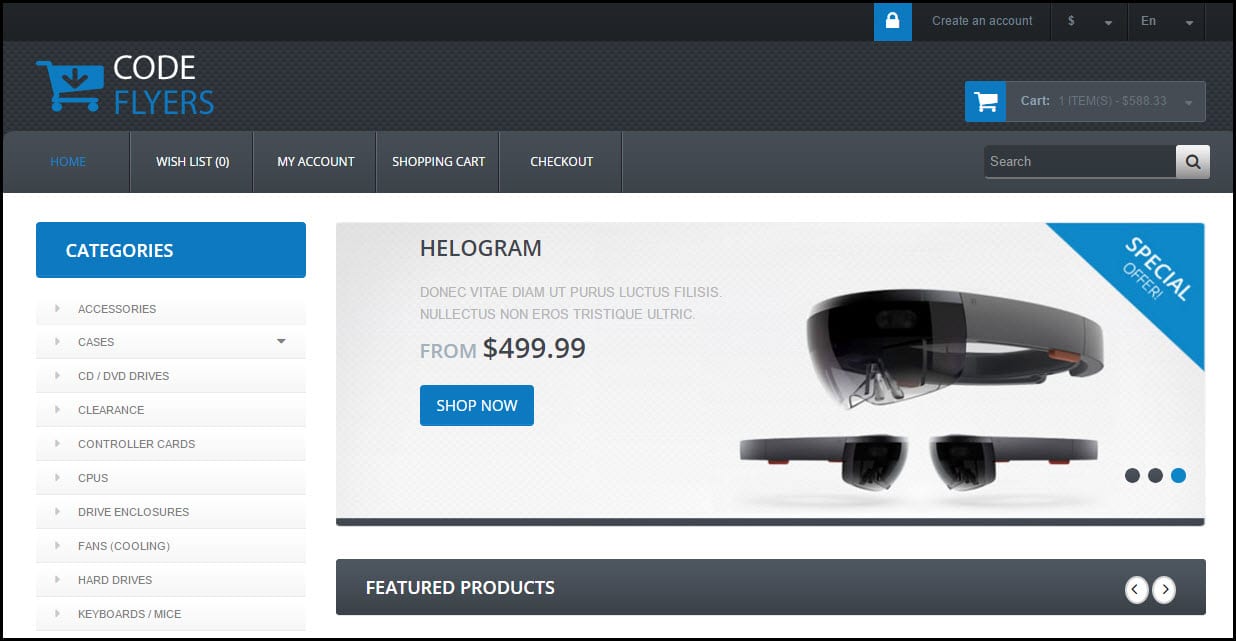 Create an account
$
En
CODE
FLYERS
Cart: 1 ITEM(S) - $588.33
HOME
WISH LIST (0)
MY ACCOUNT
SHOPPING CART
CHECKOUT
Search
CATEGORIES
ACCESSORIES
CASES
CD / DVD DRIVES
CLEARANCE
CONTROLLER CARDS
CPUS
DRIVE ENCLOSURES
FANS (COOLING)
HARD DRIVES
KEYBOARDS / MICE
HELOGRAM
DONEC VITAE DIAM UT PURUS LUCTUS FILISIS.
NULLECTUS NON EROS TRISTIQUE ULTRIC.
FROM $499.99
SHOP NOW
SPECIAL
OFFER!
FEATURED PRODUCTS